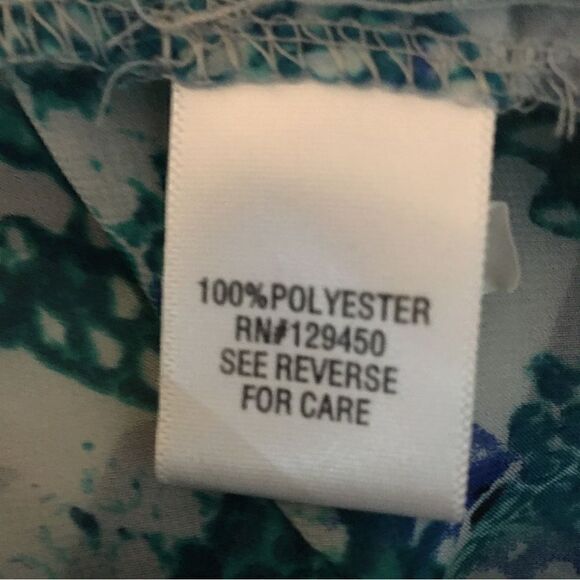 100%POLYESTER
RN#129450
SEE REVERSE
FOR CARE